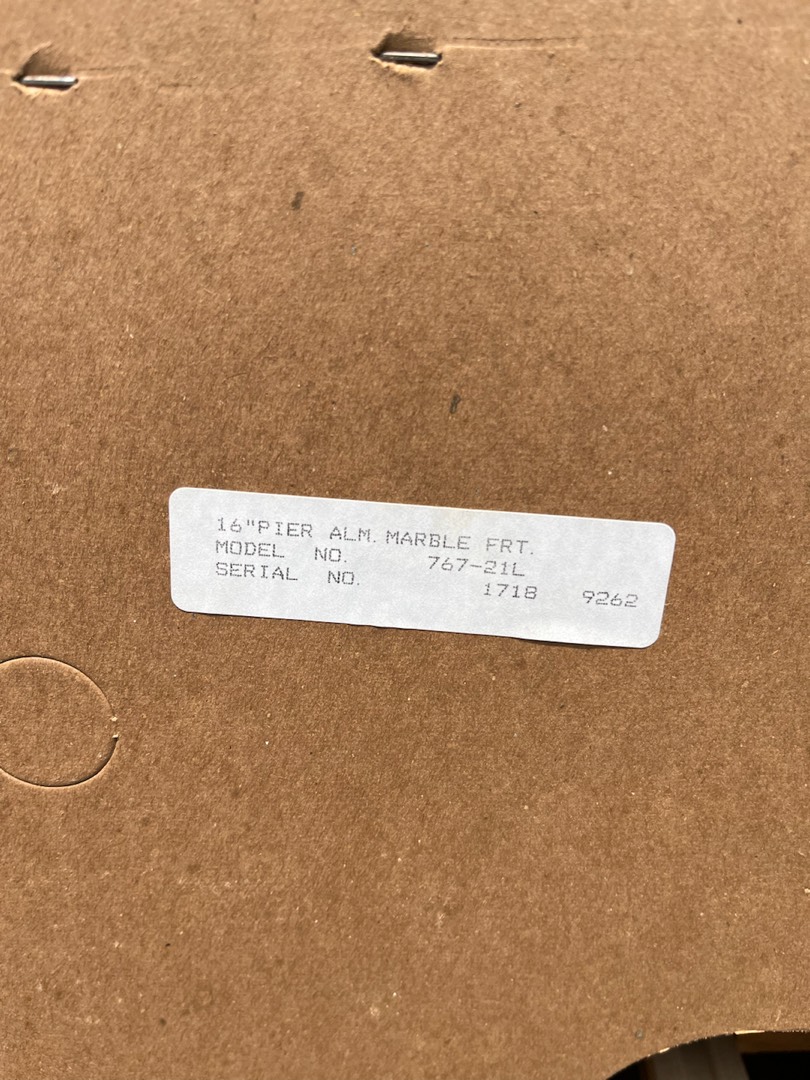 16"PIER ALM. MARBLE FRT.
MODEL NO. 767-21L
SERIAL NO. 1718 9262